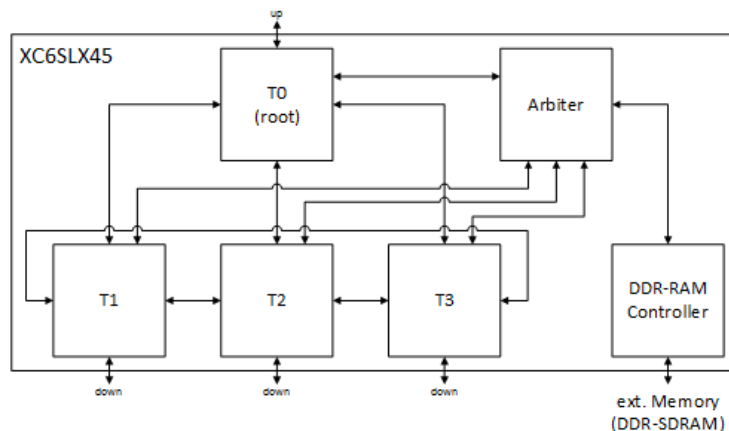 up
XC6SLX45
T0
(root)
Arbiter
T1
T2
T3
DDR-RAM
Controller
down
down
down
ext. Memory
(DDR-SDRAM)